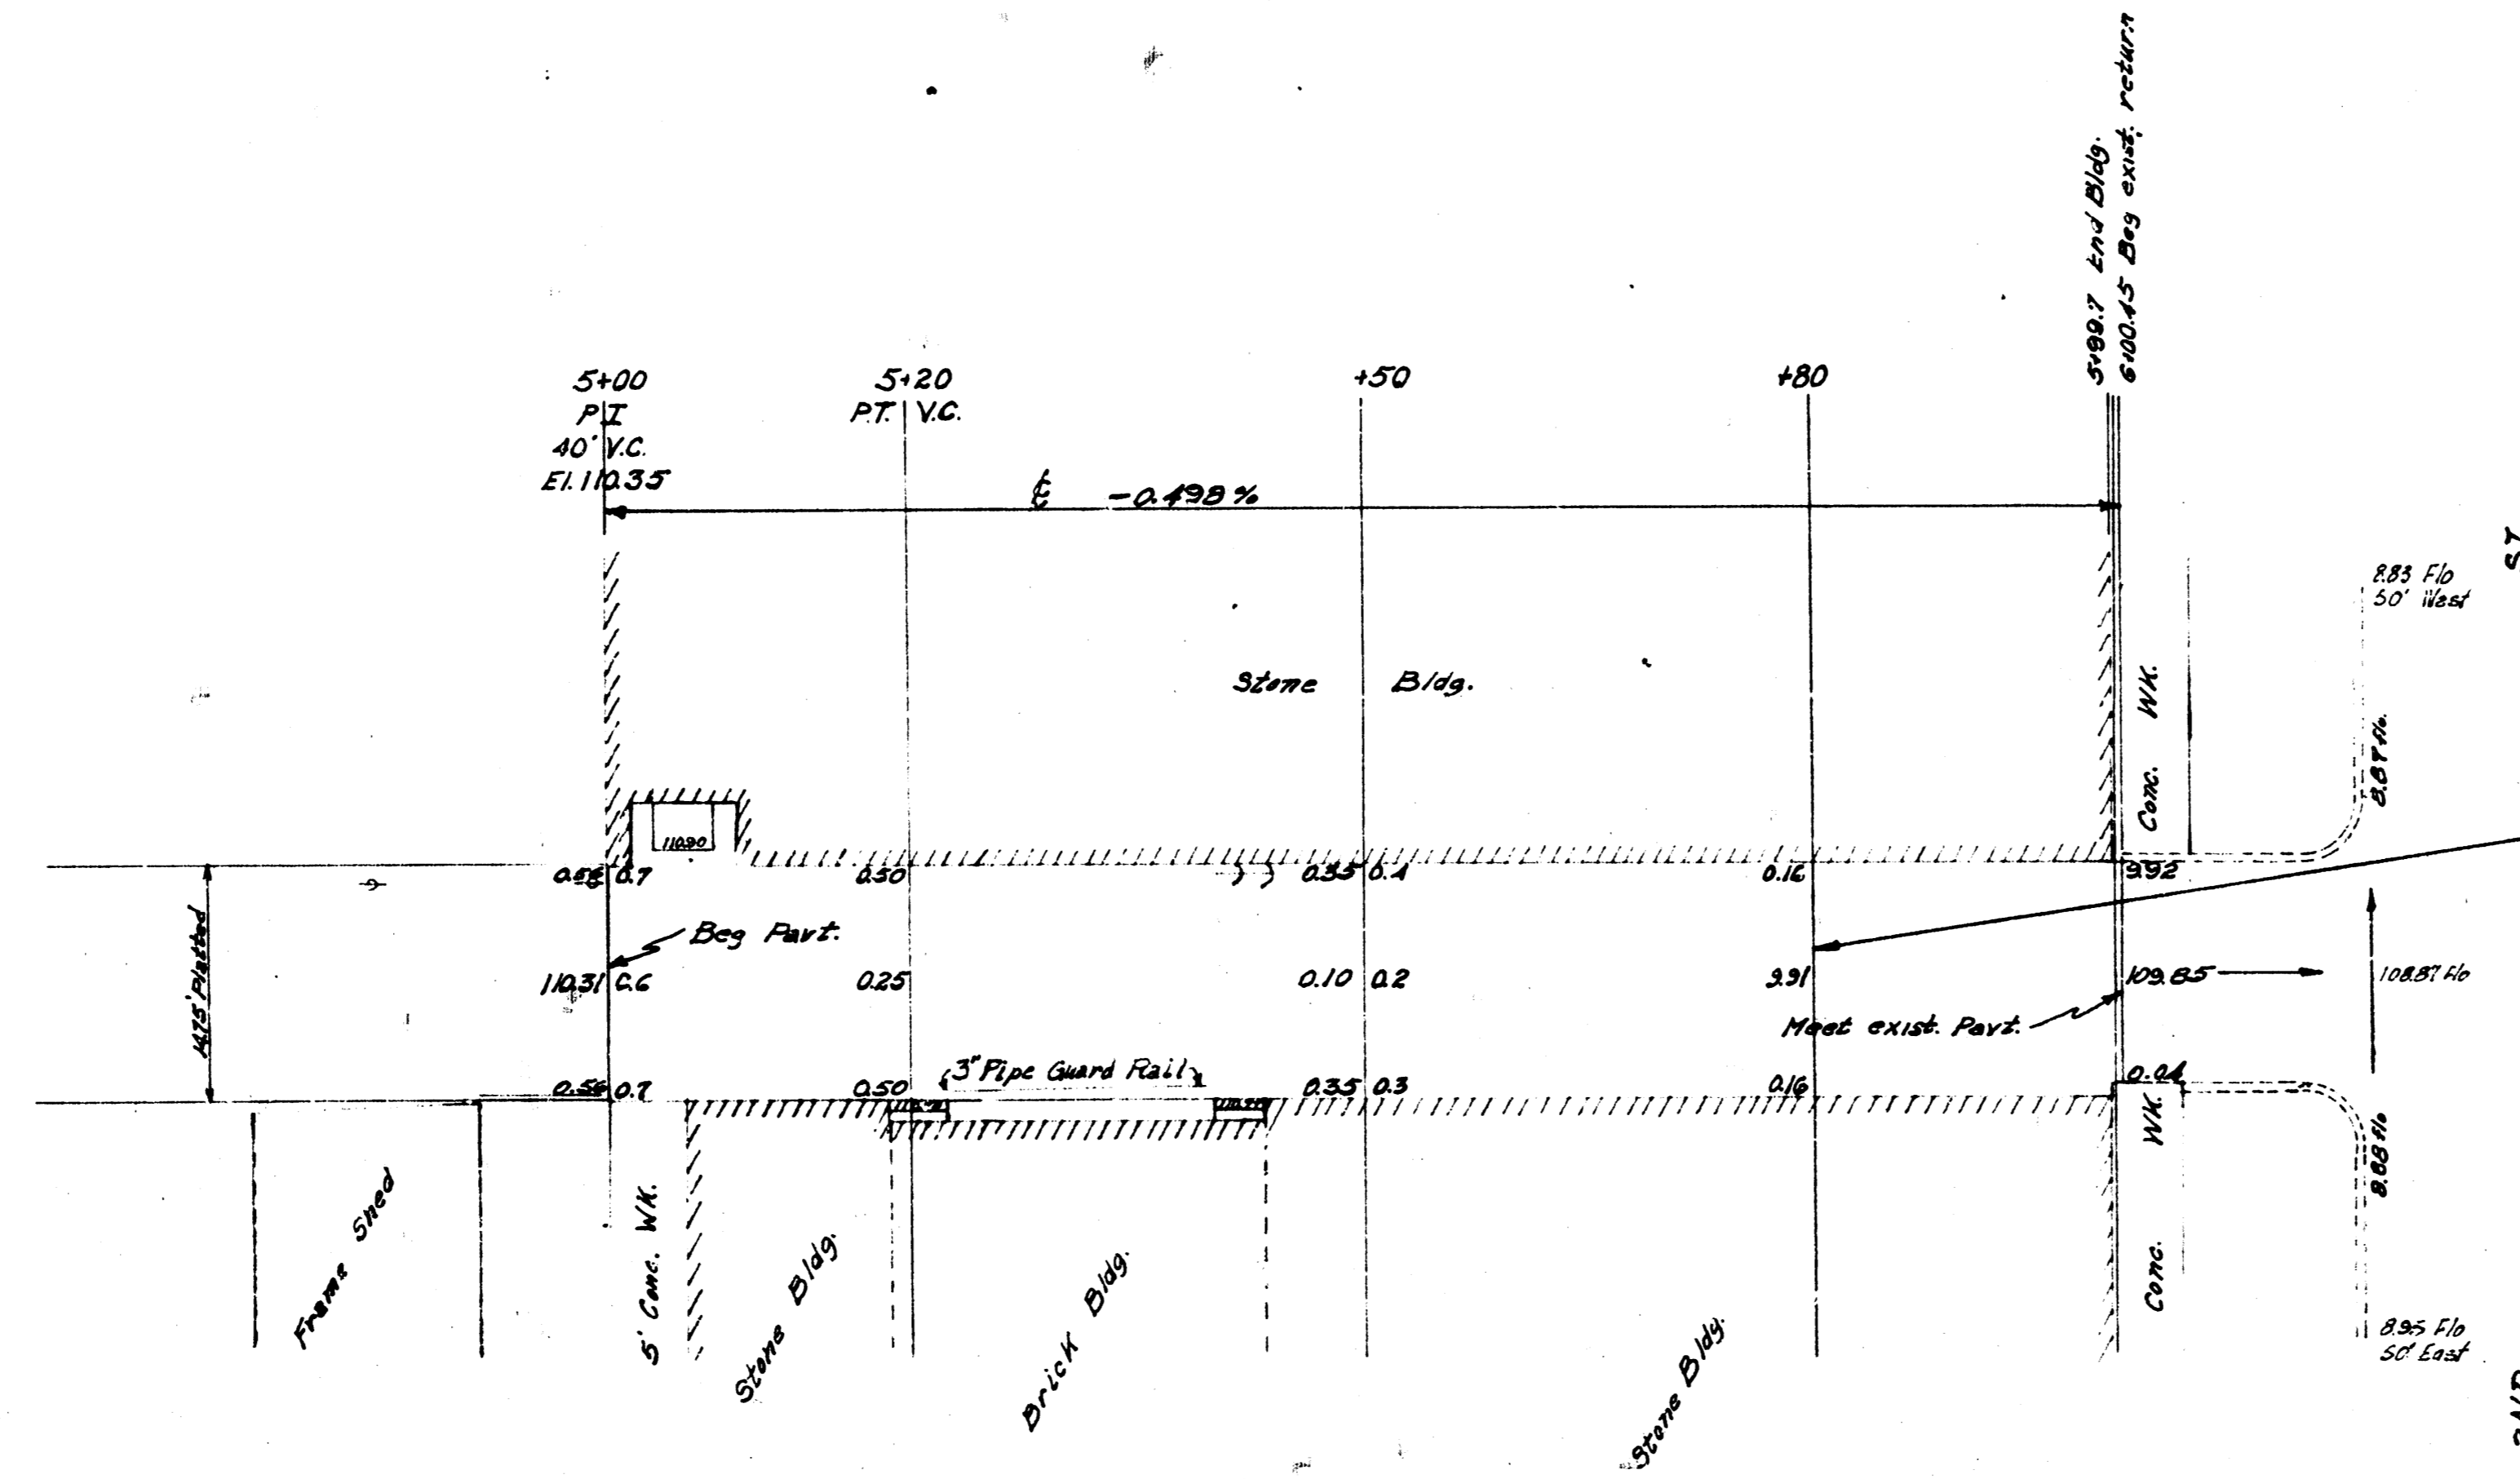 5+99.7 End Bldg.
6+00.45 Beg exist. return
5+00
P.I
40' V.C.
El. 110.35
5+20
P.T. V.C.
+50
+80
℄ -0.498%
ST
8.83 Flo
50' West
Stone Bldg.
Conc. WK.
8.87 Flo.
110.90
0.56 0.7
0.50
0.35 0.4
0.16
9.92
14.75' Platted
Beg Pavt.
110.31 0.6
0.25
0.10 0.2
9.91
109.85
108.87 Flo
Meet exist. Pavt.
3" Pipe Guard Rail
0.56 0.7
0.50
0.35 0.3
0.16
0.04
Frame Shed
5' Conc. WK.
Stone Bldg.
Brick Bldg.
Stone Bldg.
Conc. WK.
8.88 Flo
8.95 Flo
50' East